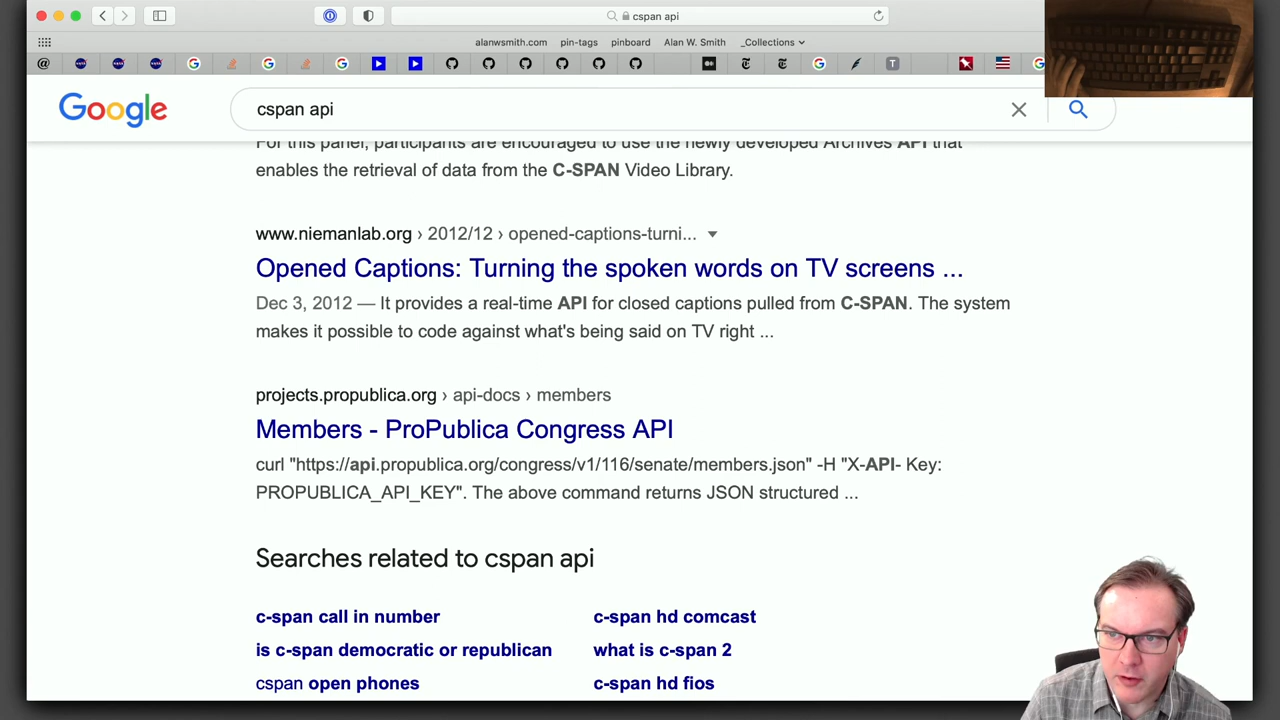 cspan api
alanwsmith.com pin-tags pinboard Alan W. Smith _Collections
Google
cspan api
For this panel, participants are encouraged to use the newly developed Archives API that
enables the retrieval of data from the C-SPAN Video Library.
www.niemanlab.org › 2012/12 › opened-captions-turni...
Opened Captions: Turning the spoken words on TV screens ...
Dec 3, 2012 — It provides a real-time API for closed captions pulled from C-SPAN. The system
makes it possible to code against what's being said on TV right ...
projects.propublica.org › api-docs › members
Members - ProPublica Congress API
curl "https://api.propublica.org/congress/v1/116/senate/members.json" -H "X-API- Key:
PROPUBLICA_API_KEY". The above command returns JSON structured ...
Searches related to cspan api
c-span call in number
c-span hd comcast
is c-span democratic or republican
what is c-span 2
cspan open phones
c-span hd fios